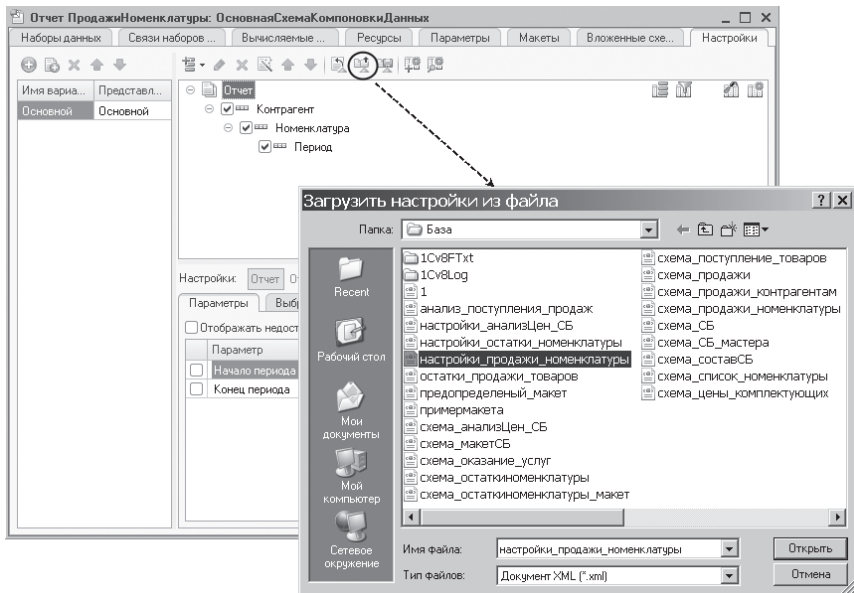 Отчет ПродажиНоменклатуры: ОсновнаяСхемаКомпоновкиДанных
Наборы данных
Связи наборов ...
Вычисляемые ...
Ресурсы
Параметры
Макеты
Вложенные схе...
Настройки
Имя вариа...
Представл...
Основной
Основной
Отчет
Контрагент
Номенклатура
Период
Настройки:
Отчет
Параметры
Отображать недост
Параметр
Начало периода
Конец периода
Загрузить настройки из файла
Папка:
База
Recent
Рабочий стол
Мои
документы
Мой
компьютер
Сетевое
окружение
1Cv8FTxt
1Cv8Log
1
анализ_поступления_продаж
настройки_анализЦен_СБ
настройки_остатки_номенклатуры
настройки_продажи_номенклатуры
остатки_продажи_товаров
предопределеный_макет
примермакета
схема_анализЦен_СБ
схема_макетСБ
схема_оказание_услуг
схема_остаткиноменклатуры
схема_остаткиноменклатуры_макет
схема_поступление_товаров
схема_продажи
схема_продажи_контрагентам
схема_продажи_номенклатуры
схема_СБ
схема_СБ_мастера
схема_составСБ
схема_список_номенклатуры
схема_цены_комплектующих
Имя файла:
настройки_продажи_номенклатуры
Открыть
Тип файлов:
Документ XML (*.xml)
Отмена